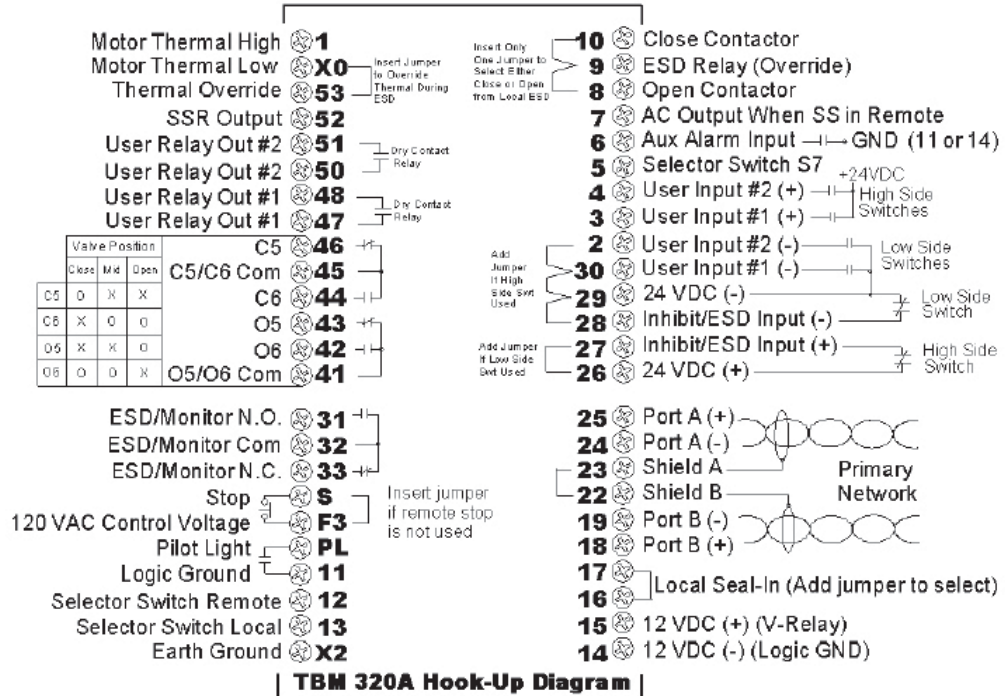 Motor Thermal High 1
Motor Thermal Low X0
Thermal Override 53
Insert Jumper
to Override
Thermal During
ESD
SSR Output 52
User Relay Out #2 51
User Relay Out #2 50
Dry Contact
Relay
User Relay Out #1 48
User Relay Out #1 47
Dry Contact
Relay
C5 46
C5/C6 Com 45
C6 44
O5 43
O6 42
O5/O6 Com 41
Valve Position
Close Mid Open
C5 O X X
C6 X O O
O5 X X O
O6 O O X
ESD/Monitor N.O. 31
ESD/Monitor Com 32
ESD/Monitor N.C. 33
Stop S
120 VAC Control Voltage F3
Insert jumper
if remote stop
is not used
Pilot Light PL
Logic Ground 11
Selector Switch Remote 12
Selector Switch Local 13
Earth Ground X2
Insert Only
One Jumper to
Select Either
Close or Open
from Local ESD
10 Close Contactor
9 ESD Relay (Override)
8 Open Contactor
7 AC Output When SS in Remote
6 Aux Alarm Input GND (11 or 14)
5 Selector Switch S7
4 User Input #2 (+)
3 User Input #1 (+)
+24VDC
High Side
Switches
2 User Input #2 (-)
30 User Input #1 (-)
Low Side
Switches
Add
Jumper
If High
Side Swt
Used
29 24 VDC (-)
28 Inhibit/ESD Input (-)
Low Side
Switch
27 Inhibit/ESD Input (+)
26 24 VDC (+)
High Side
Switch
Add Jumper
If Low Side
Swt Used
25 Port A (+)
24 Port A (-)
23 Shield A
22 Shield B
19 Port B (-)
18 Port B (+)
Primary
Network
17
16
Local Seal-In (Add jumper to select)
15 12 VDC (+) (V-Relay)
14 12 VDC (-) (Logic GND)
TBM 320A Hook-Up Diagram